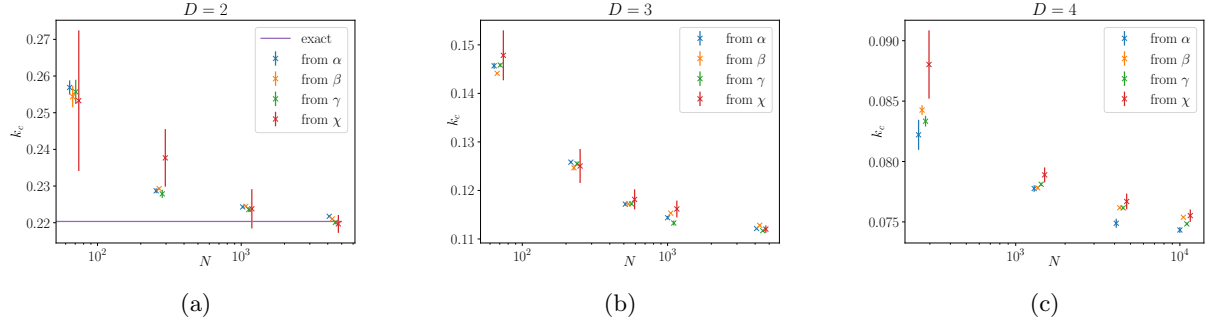 D = 2
0.27
0.26
0.25
0.24
0.23
0.22
k_c
10^2
10^3
N
exact
from α
from β
from γ
from χ
(a)
D = 3
0.15
0.14
0.13
0.12
0.11
k_c
10^2
10^3
N
from α
from β
from γ
from χ
(b)
D = 4
0.090
0.085
0.080
0.075
k_c
10^3
10^4
N
from α
from β
from γ
from χ
(c)